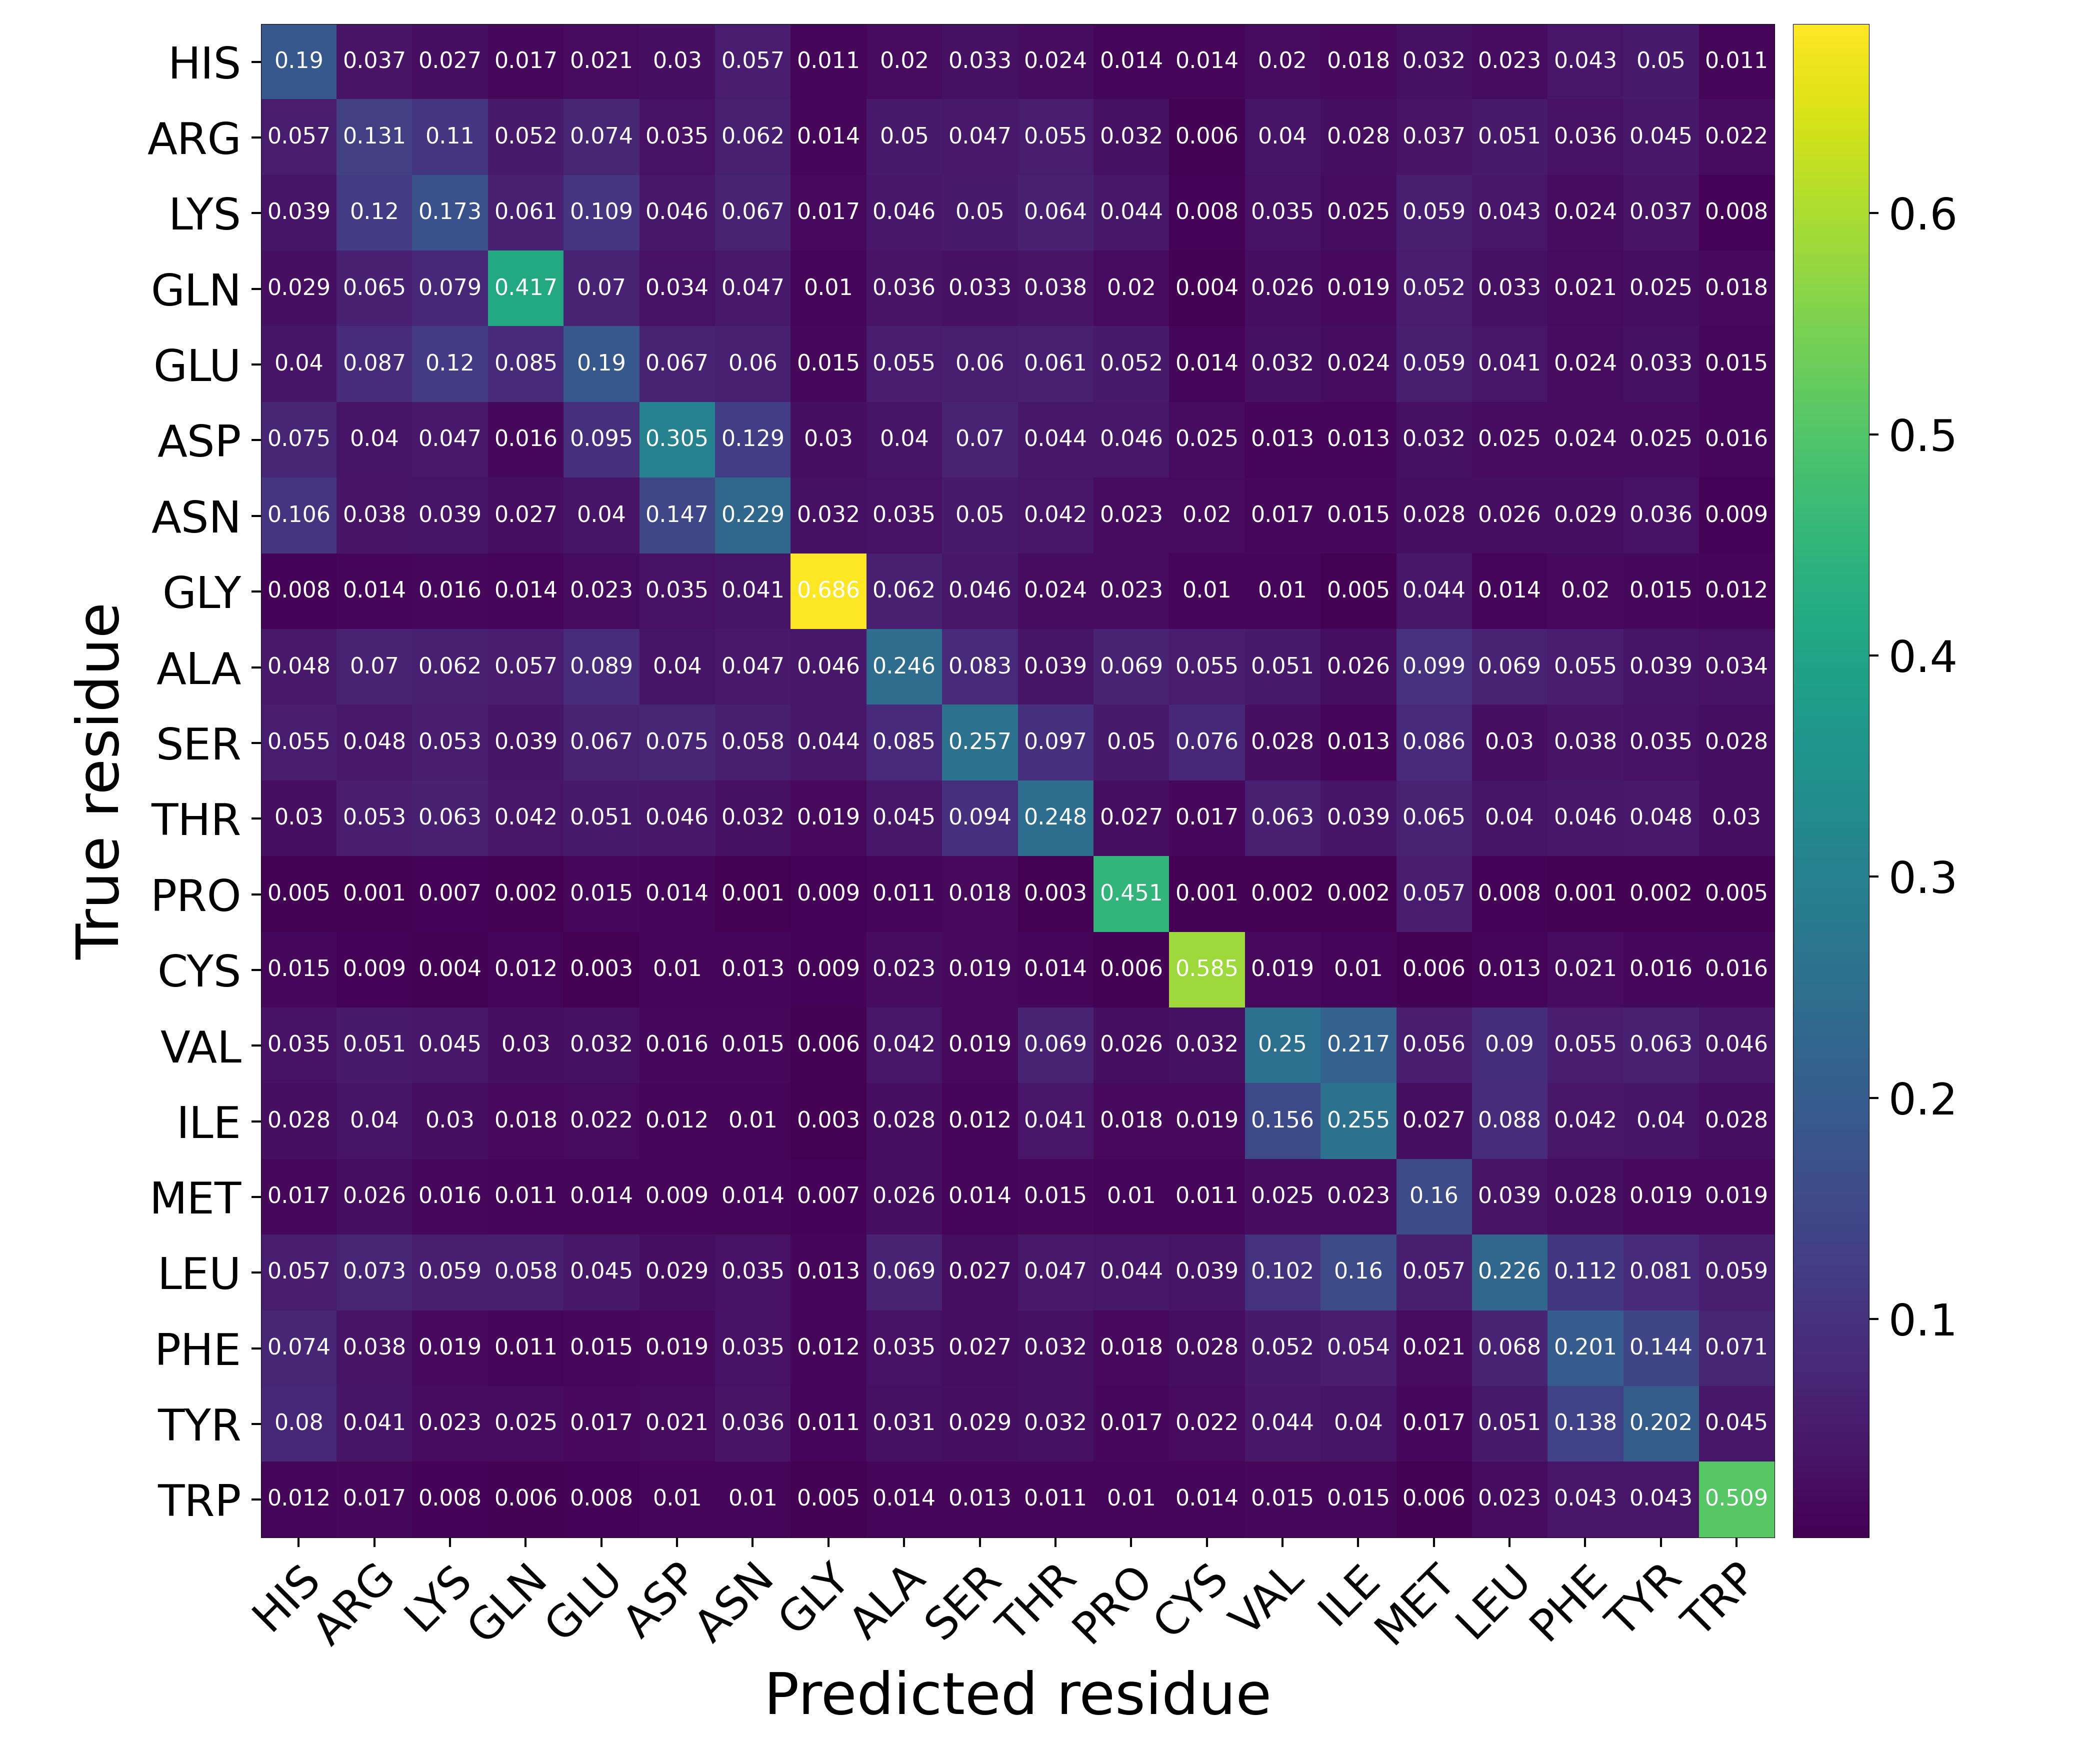 HIS 0.19 0.037 0.027 0.017 0.021 0.03 0.057 0.011 0.02 0.033 0.024 0.014 0.014 0.02 0.018 0.032 0.023 0.043 0.05 0.011
ARG 0.057 0.131 0.11 0.052 0.074 0.035 0.062 0.014 0.05 0.047 0.055 0.032 0.006 0.04 0.028 0.037 0.051 0.036 0.045 0.022
LYS 0.039 0.12 0.173 0.061 0.109 0.046 0.067 0.017 0.046 0.05 0.064 0.044 0.008 0.035 0.025 0.059 0.043 0.024 0.037 0.008
GLN 0.029 0.065 0.079 0.417 0.07 0.034 0.047 0.01 0.036 0.033 0.038 0.02 0.004 0.026 0.019 0.052 0.033 0.021 0.025 0.018
GLU 0.04 0.087 0.12 0.085 0.19 0.067 0.06 0.015 0.055 0.06 0.061 0.052 0.014 0.032 0.024 0.059 0.041 0.024 0.033 0.015
ASP 0.075 0.04 0.047 0.016 0.095 0.305 0.129 0.03 0.04 0.07 0.044 0.046 0.025 0.013 0.013 0.032 0.025 0.024 0.025 0.016
ASN 0.106 0.038 0.039 0.027 0.04 0.147 0.229 0.032 0.035 0.05 0.042 0.023 0.02 0.017 0.015 0.028 0.026 0.029 0.036 0.009
GLY 0.008 0.014 0.016 0.014 0.023 0.035 0.041 0.686 0.062 0.046 0.024 0.023 0.01 0.01 0.005 0.044 0.014 0.02 0.015 0.012
ALA 0.048 0.07 0.062 0.057 0.089 0.04 0.047 0.046 0.246 0.083 0.039 0.069 0.055 0.051 0.026 0.099 0.069 0.055 0.039 0.034
SER 0.055 0.048 0.053 0.039 0.067 0.075 0.058 0.044 0.085 0.257 0.097 0.05 0.076 0.028 0.013 0.086 0.03 0.038 0.035 0.028
THR 0.03 0.053 0.063 0.042 0.051 0.046 0.032 0.019 0.045 0.094 0.248 0.027 0.017 0.063 0.039 0.065 0.04 0.046 0.048 0.03
PRO 0.005 0.001 0.007 0.002 0.015 0.014 0.001 0.009 0.011 0.018 0.003 0.451 0.001 0.002 0.002 0.057 0.008 0.001 0.002 0.005
CYS 0.015 0.009 0.004 0.012 0.003 0.01 0.013 0.009 0.023 0.019 0.014 0.006 0.585 0.019 0.01 0.006 0.013 0.021 0.016 0.016
VAL 0.035 0.051 0.045 0.03 0.032 0.016 0.015 0.006 0.042 0.019 0.069 0.026 0.032 0.25 0.217 0.056 0.09 0.055 0.063 0.046
ILE 0.028 0.04 0.03 0.018 0.022 0.012 0.01 0.003 0.028 0.012 0.041 0.018 0.019 0.156 0.255 0.027 0.088 0.042 0.04 0.028
MET 0.017 0.026 0.016 0.011 0.014 0.009 0.014 0.007 0.026 0.014 0.015 0.01 0.011 0.025 0.023 0.16 0.039 0.028 0.019 0.019
LEU 0.057 0.073 0.059 0.058 0.045 0.029 0.035 0.013 0.069 0.027 0.047 0.044 0.039 0.102 0.16 0.057 0.226 0.112 0.081 0.059
PHE 0.074 0.038 0.019 0.011 0.015 0.019 0.035 0.012 0.035 0.027 0.032 0.018 0.028 0.052 0.054 0.021 0.068 0.201 0.144 0.071
TYR 0.08 0.041 0.023 0.025 0.017 0.021 0.036 0.011 0.031 0.029 0.032 0.017 0.022 0.044 0.04 0.017 0.051 0.138 0.202 0.045
TRP 0.012 0.017 0.008 0.006 0.008 0.01 0.01 0.005 0.014 0.013 0.011 0.01 0.014 0.015 0.015 0.006 0.023 0.043 0.043 0.509
HIS ARG LYS GLN GLU ASP ASN GLY ALA SER THR PRO CYS VAL ILE MET LEU PHE TYR TRP
Predicted residue
True residue
0.6
0.5
0.4
0.3
0.2
0.1